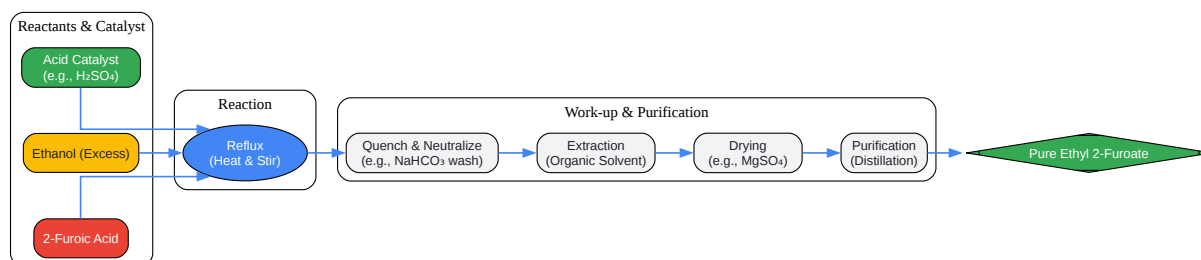 Reactants & Catalyst
Acid Catalyst
(e.g., H₂SO₄)
Ethanol (Excess)
2-Furoic Acid
Reaction
Reflux
(Heat & Stir)
Work-up & Purification
Quench & Neutralize
(e.g., NaHCO₃ wash)
Extraction
(Organic Solvent)
Drying
(e.g., MgSO₄)
Purification
(Distillation)
Pure Ethyl 2-Furoate